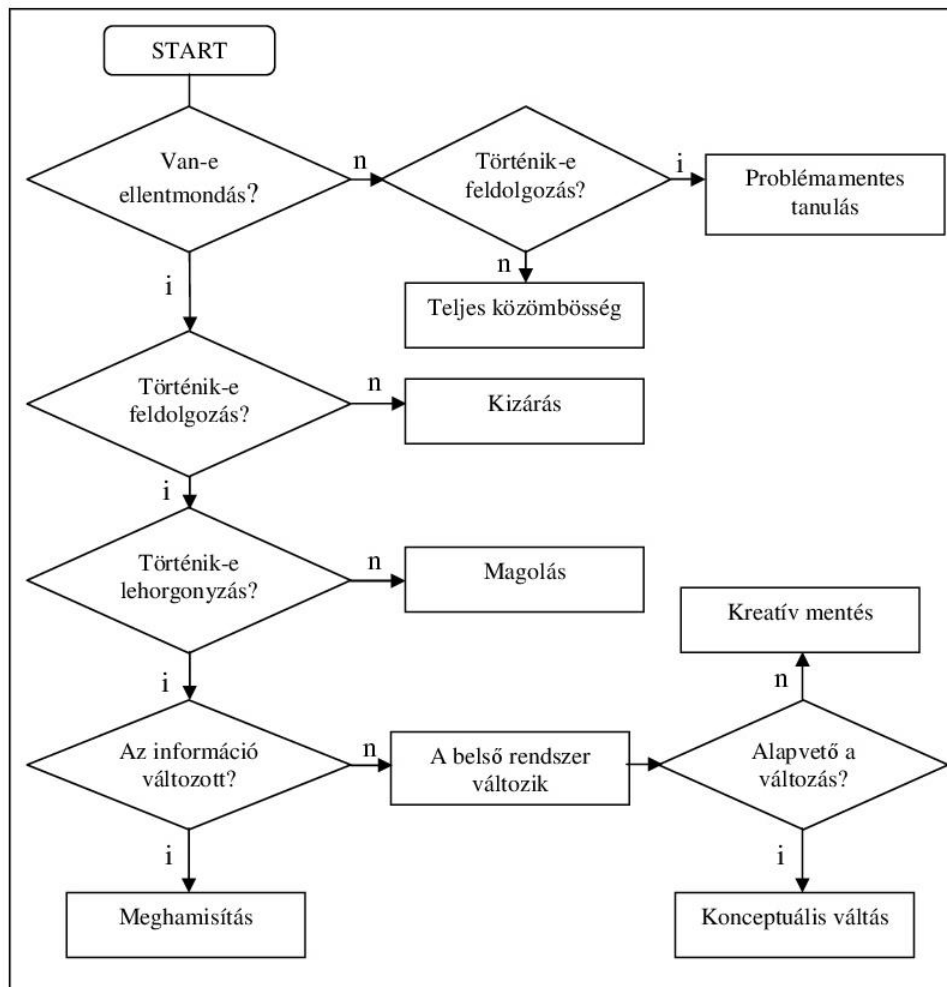 START
Van-e
ellentmondás?
n
Történik-e
feldolgozás?
i
Problémamentes
tanulás
i
n
Teljes közömbösség
Történik-e
feldolgozás?
n
Kizárás
i
Történik-e
lehorgonyzás?
n
Magolás
Kreatív mentés
i
n
Az információ
változott?
n
A belső rendszer
változik
Alapvető a
változás?
i
i
Meghamisítás
Konceptuális váltás